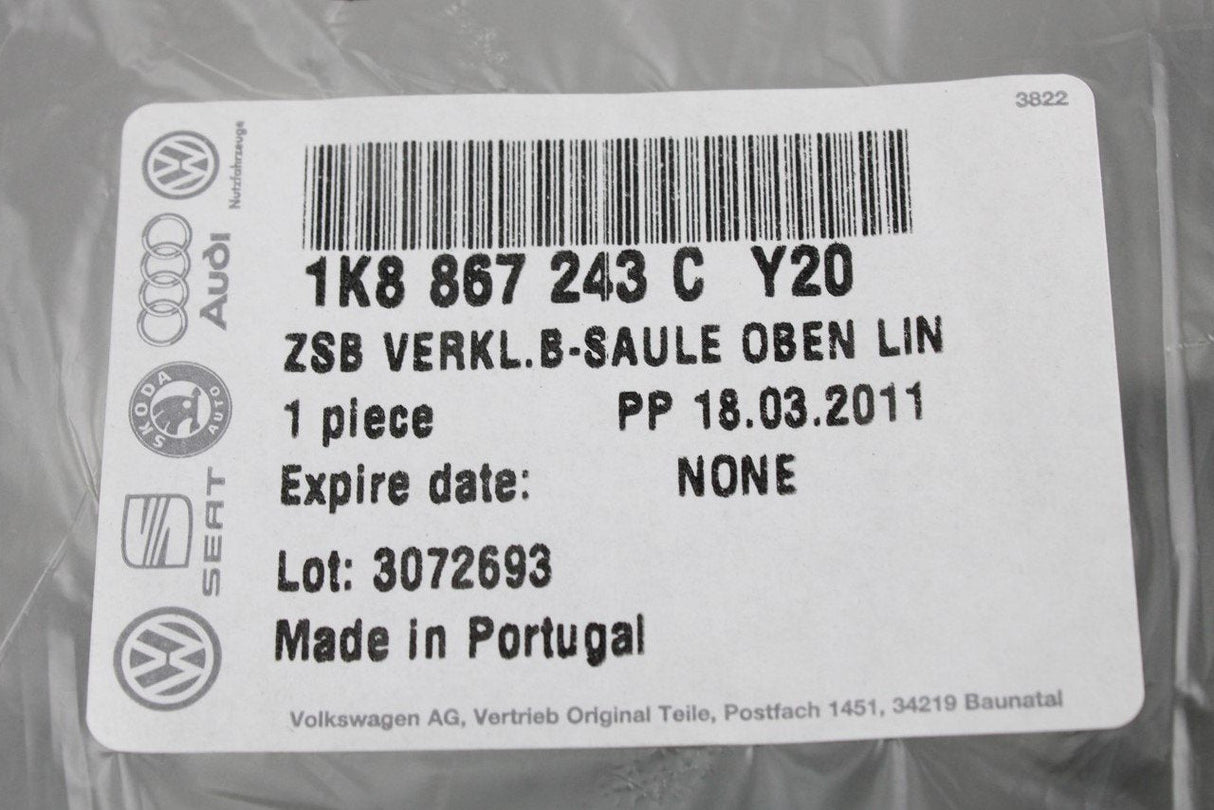 3822
Nutzfahrzeuge
Audi
SKODA AUTO
SEAT
1K8 867 243 C Y20
ZSB VERKL.B-SAULE OBEN LIN
1 piece PP 18.03.2011
Expire date: NONE
Lot: 3072693
Made in Portugal
Volkswagen AG, Vertrieb Original Teile, Postfach 1451, 34219 Baunatal